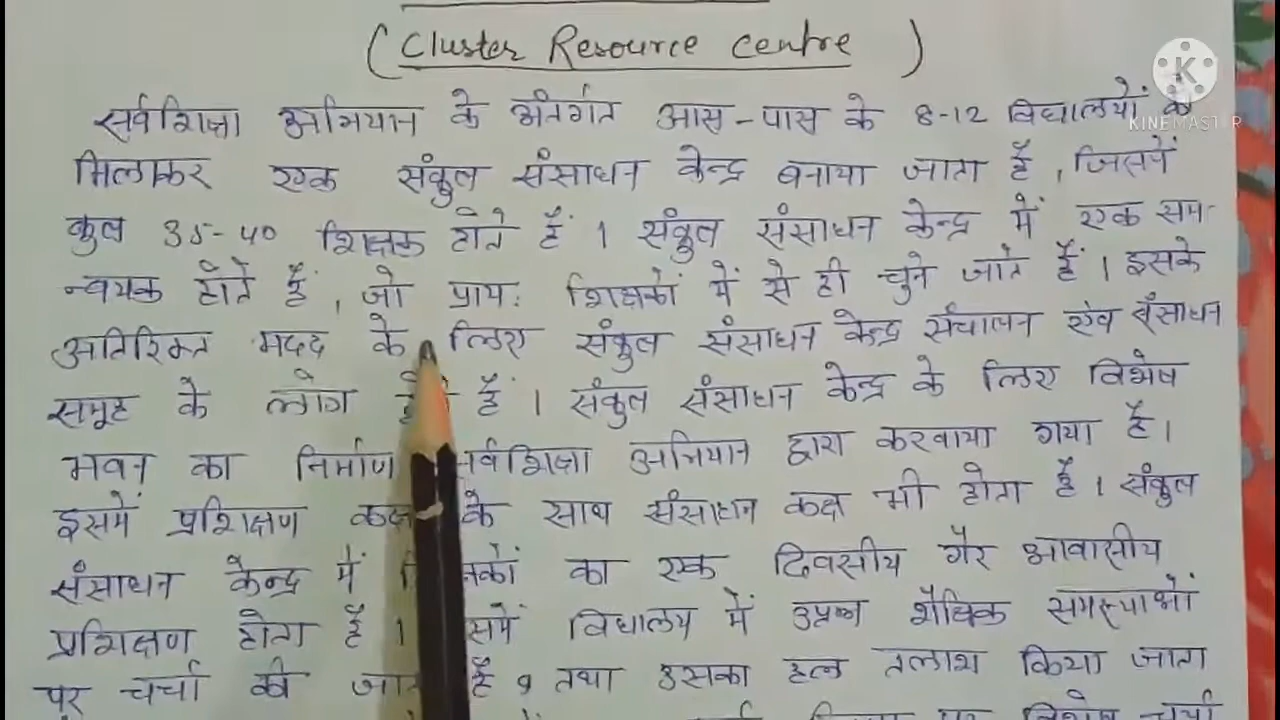 (Cluster Resource Centre)
KINEMASTER
सर्वशिक्षा अभियान के अंतर्गत आस-पास के 8-12 विद्यालयों को
मिलाकर एक संकुल संसाधन केन्द्र बनाया जाता है, जिसमें
कुल 35-40 शिक्षक होते हैं। संकुल संसाधन केन्द्र में एक सम-
न्वयक होते हैं, जो प्रायः शिक्षकों में से ही चुने जाते हैं। इसके
अतिरिक्त मदद के लिए संकुल संसाधन केन्द्र संचालन एंव संसाधन
समूह के लोग होते हैं। संकुल संसाधन केन्द्र के लिए विशेष
भवन का निर्माण सर्वशिक्षा अभियान द्वारा करवाया गया है।
इसमें प्रशिक्षण कक्ष के साथ संसाधन कक्ष भी होता है। संकुल
संसाधन केन्द्र में का एक दिवसीय गैर आवासीय
प्रशिक्षण होता है। विद्यालय में उत्पन्न शैक्षिक समस्याओं
पर चर्चा की जाती है, तथा उसका हल तलाश किया जाता